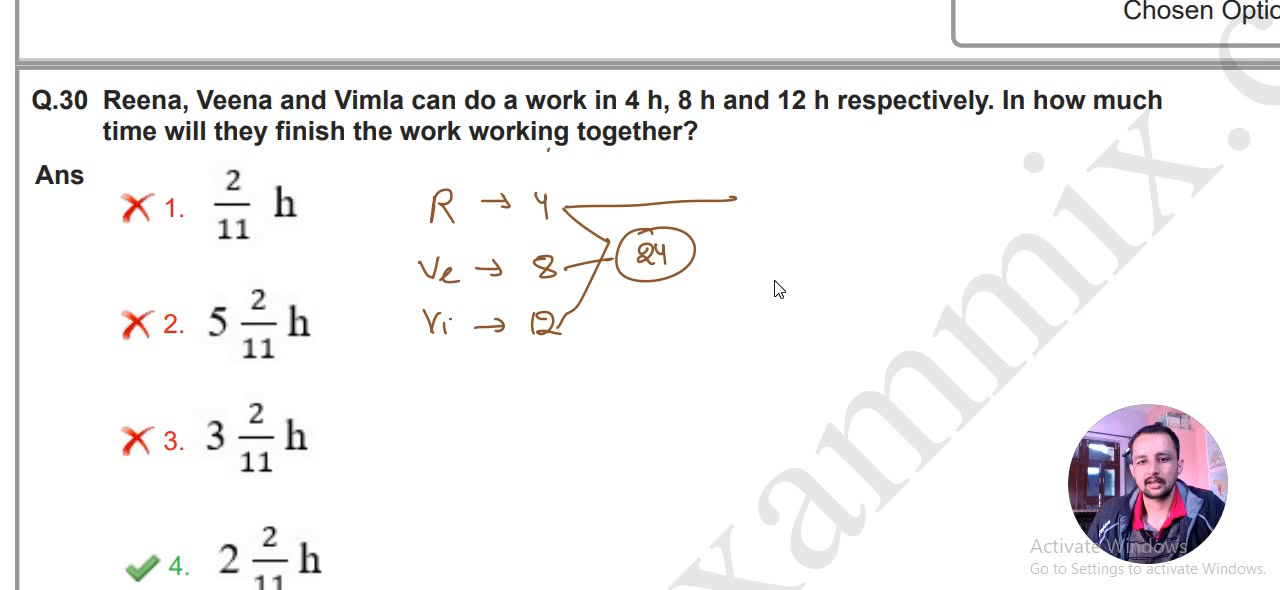 Chosen Optio
Q.30 Reena, Veena and Vimla can do a work in 4 h, 8 h and 12 h respectively. In how much
time will they finish the work working together?
Ans
1. 2/11 h
2. 5 2/11 h
3. 3 2/11 h
4. 2 2/11 h
R → 4
Ve → 8
24
Vi → 12
xammix.c
Activate Windows
Go to Settings to activate Windows.